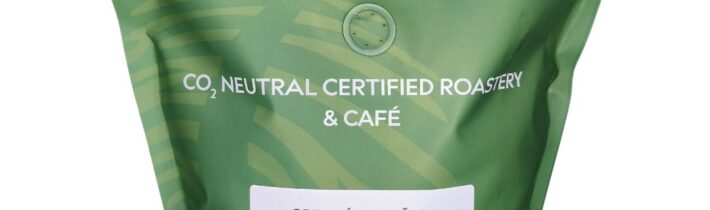 CO₂ NEUTRAL CERTIFIED ROASTERY
& CAFÉ